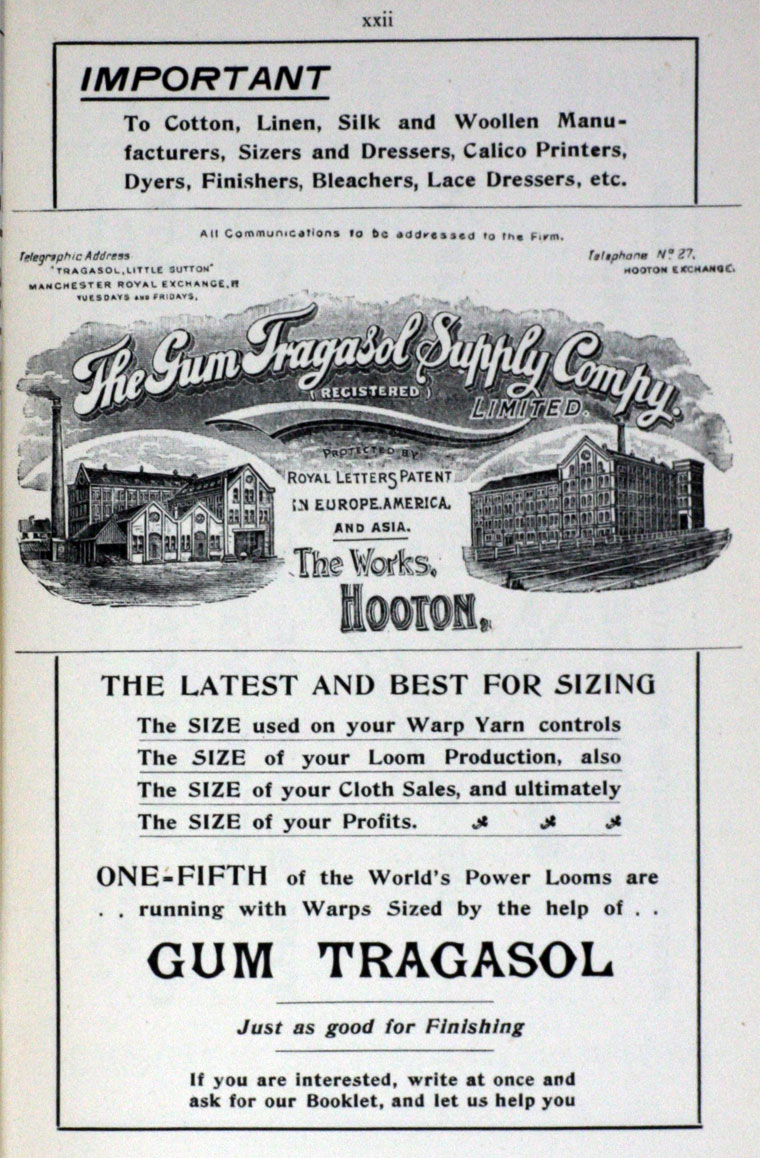 xxii
IMPORTANT
To Cotton, Linen, Silk and Woollen Manu-
facturers, Sizers and Dressers, Calico Printers,
Dyers, Finishers, Bleachers, Lace Dressers, etc.
All Communications to be addressed to the Firm.
Telegraphic Address
"TRAGASOL, LITTLE SUTTON"
MANCHESTER ROYAL EXCHANGE,
TUESDAYS AND FRIDAYS.
Telephone No 27,
HOOTON EXCHANGE.
The Gum Tragasol Supply Compy.
(REGISTERED)
LIMITED.
PROTECTED BY
ROYAL LETTERS PATENT
IN EUROPE. AMERICA.
AND ASIA.
The Works,
HOOTON,
THE LATEST AND BEST FOR SIZING
The SIZE used on your Warp Yarn controls
The SIZE of your Loom Production, also
The SIZE of your Cloth Sales, and ultimately
The SIZE of your Profits.
ONE-FIFTH of the World's Power Looms are
. . running with Warps Sized by the help of . .
GUM TRAGASOL
Just as good for Finishing
If you are interested, write at once and
ask for our Booklet, and let us help you